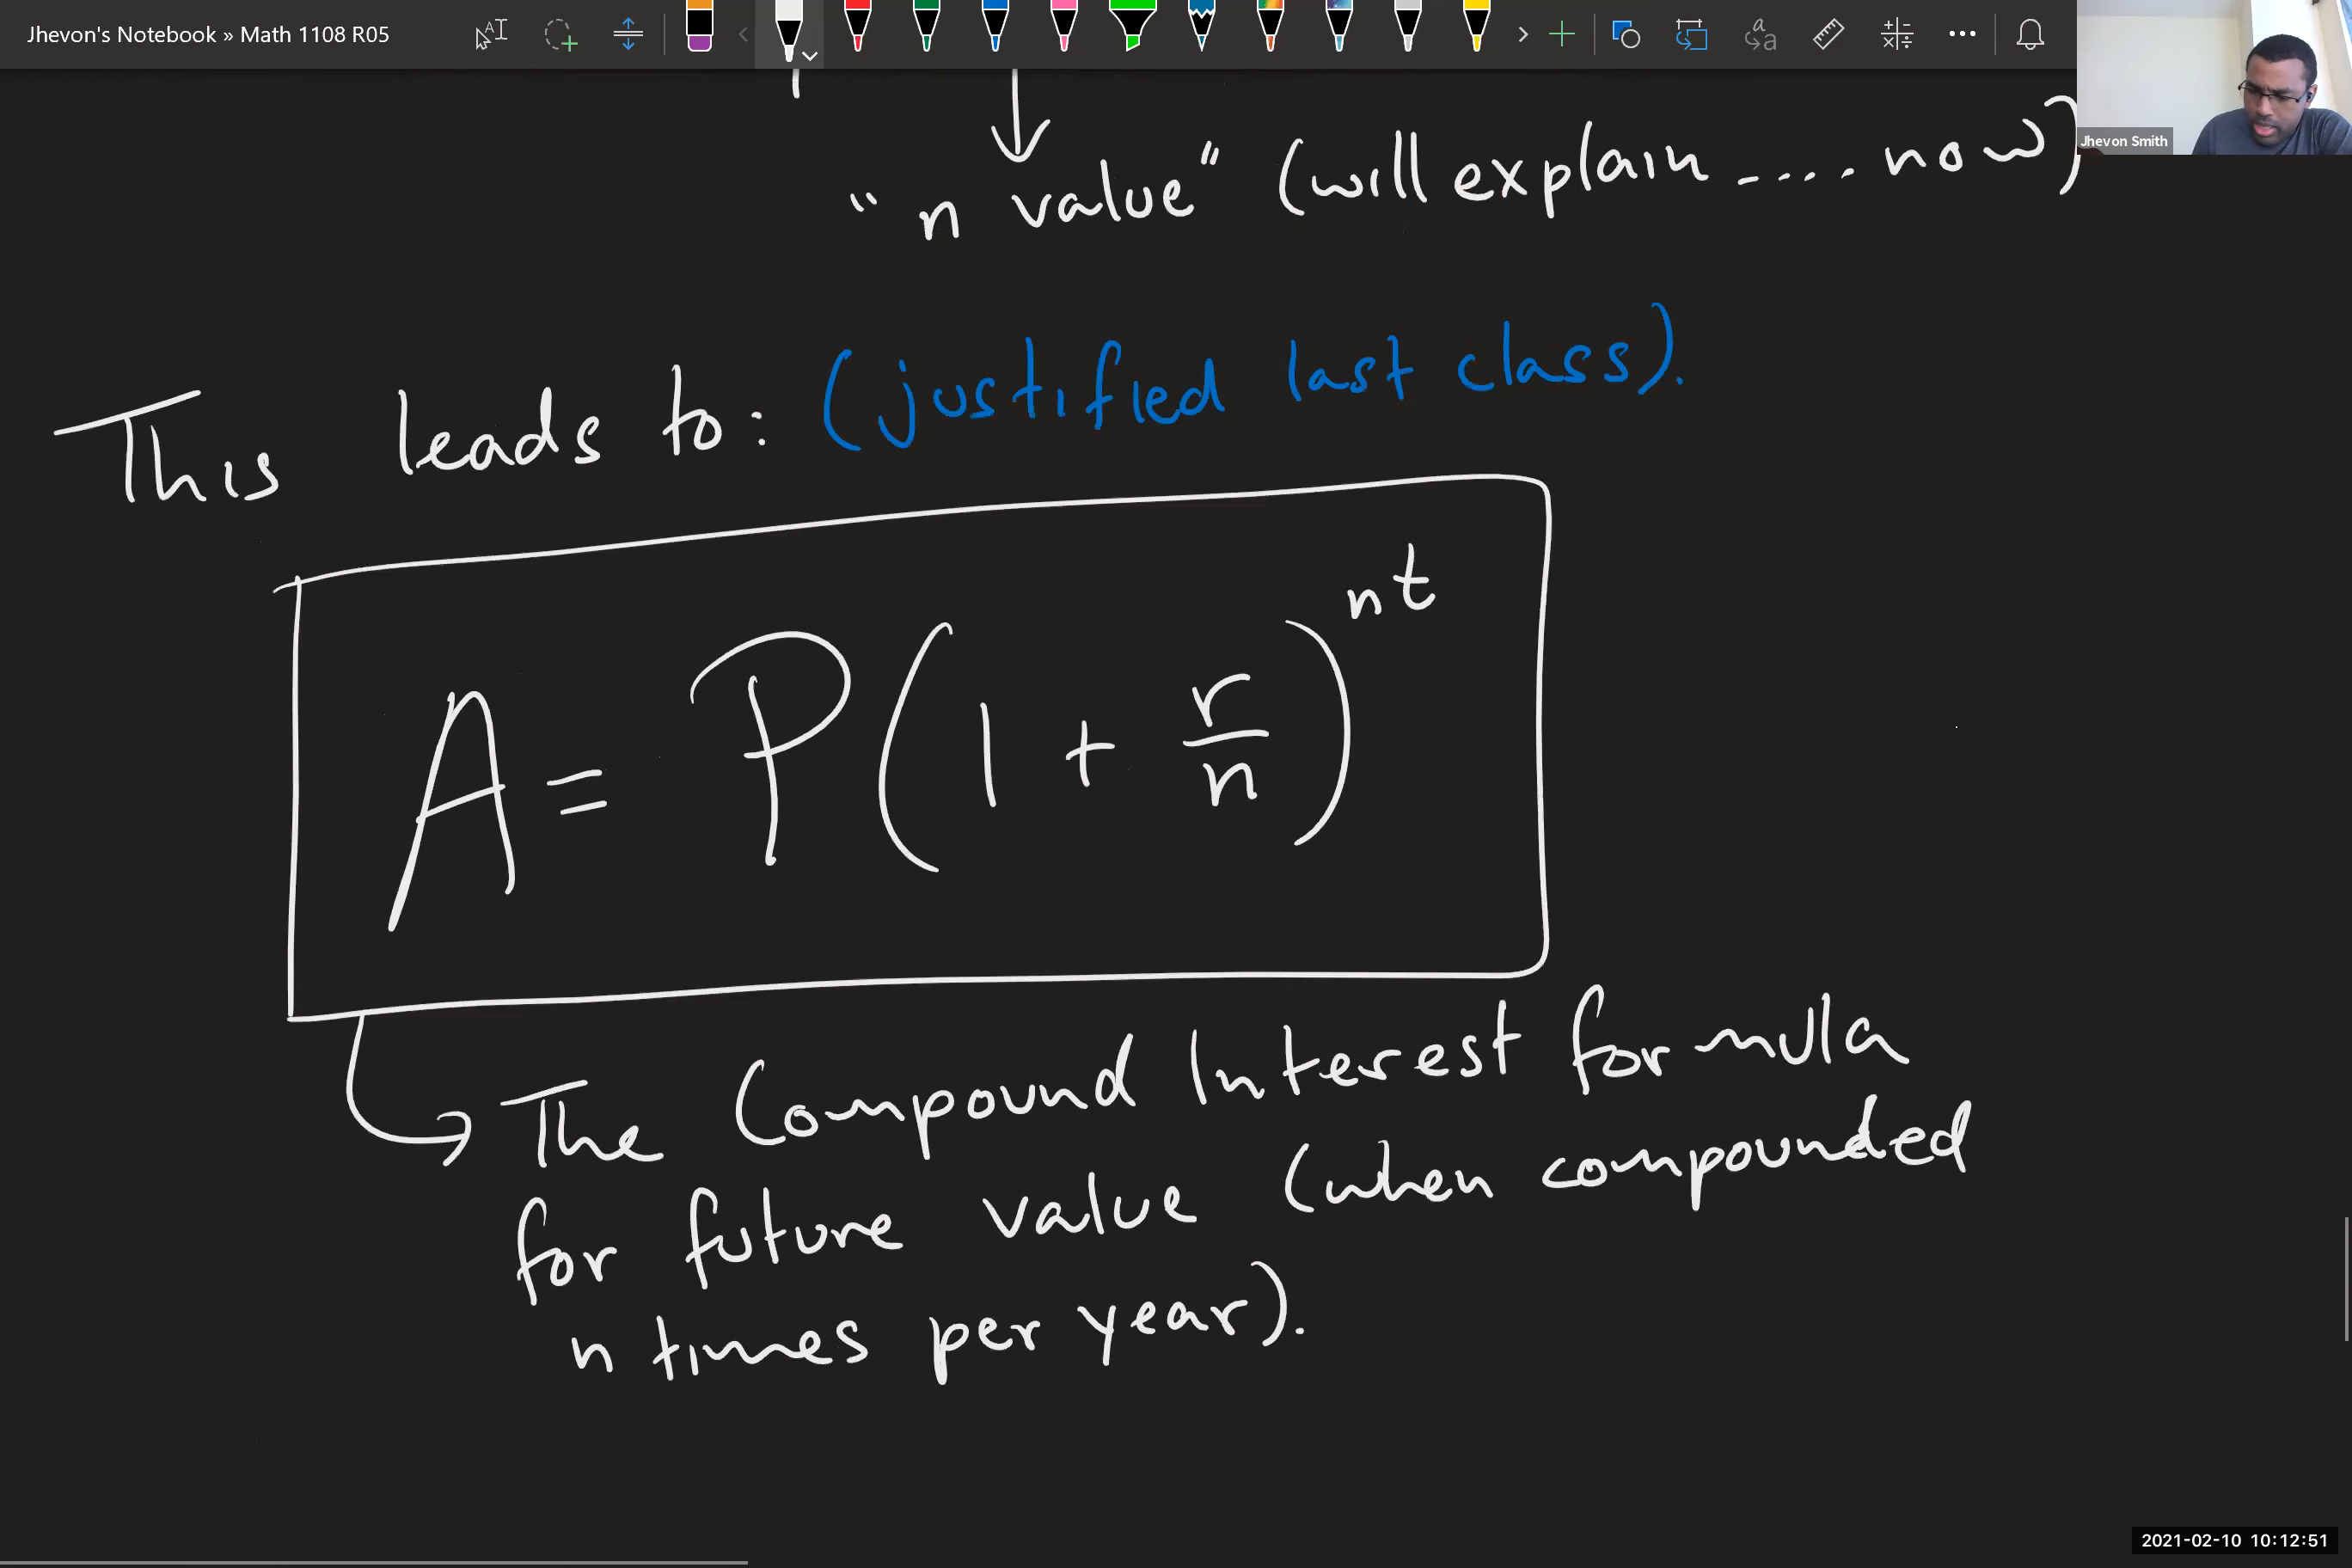 Jhevon's Notebook » Math 1108 R05
Jhevon Smith
"n value" (will explain .... now)
This leads to: (justified last class).
A = P(1 + r/n)^nt
The Compound Interest formula
for future value (when compounded
n times per year).
2021-02-10 10:12:51